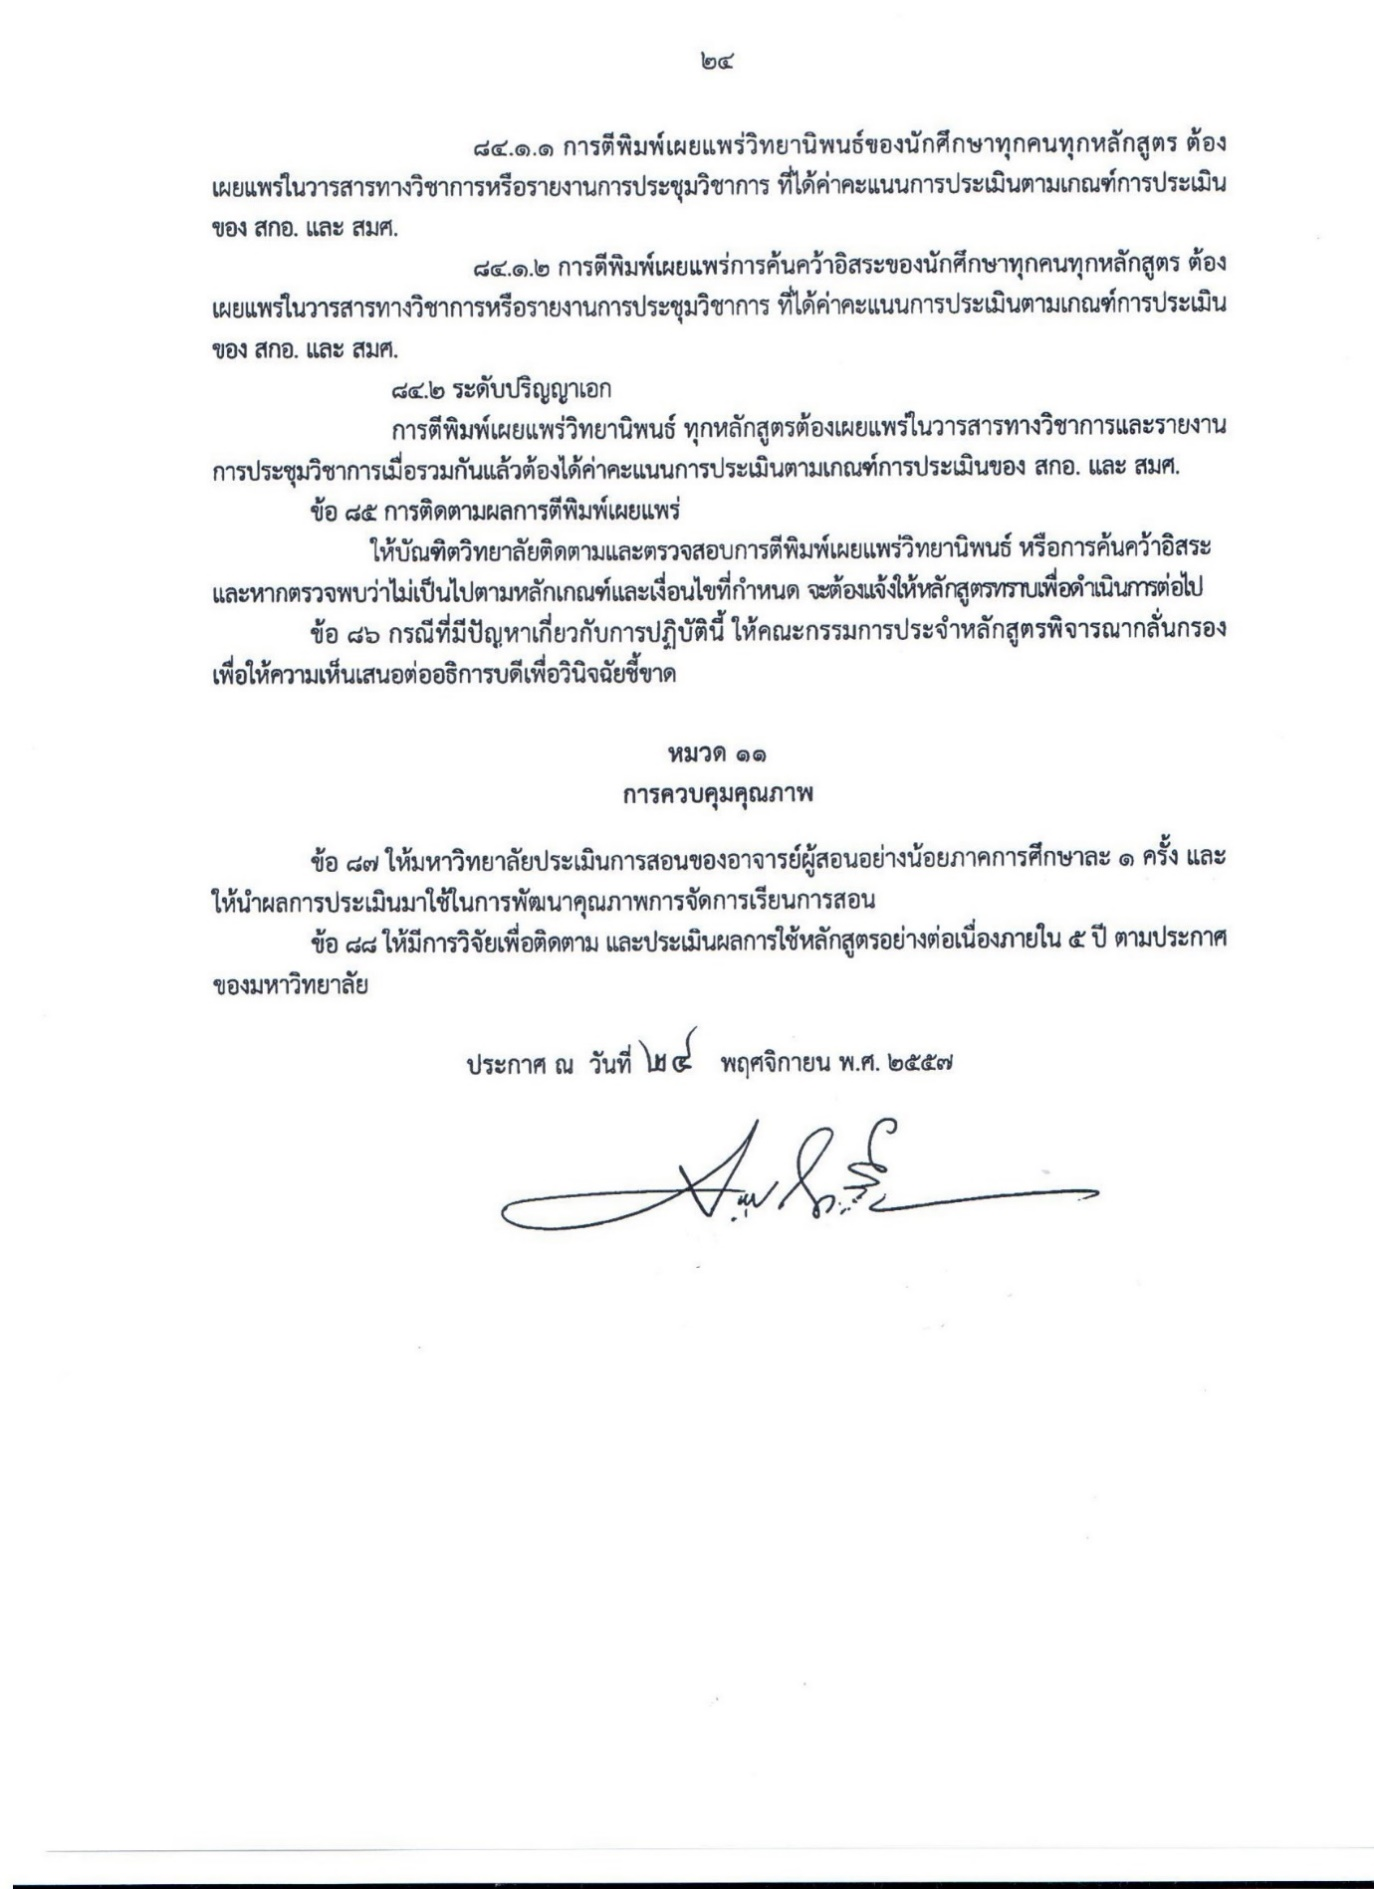 ๒๔
๘๔.๑.๑ การตีพิมพ์เผยแพร่วิทยานิพนธ์ของนักศึกษาทุกคนทุกหลักสูตร ต้อง
เผยแพร่ในวารสารทางวิชาการหรือรายงานการประชุมวิชาการ ที่ได้ค่าคะแนนการประเมินตามเกณฑ์การประเมิน
ของ สกอ. และ สมศ.
๘๔.๑.๒ การตีพิมพ์เผยแพร่การค้นคว้าอิสระของนักศึกษาทุกคนทุกหลักสูตร ต้อง
เผยแพร่ในวารสารทางวิชาการหรือรายงานการประชุมวิชาการ ที่ได้ค่าคะแนนการประเมินตามเกณฑ์การประเมิน
ของ สกอ. และ สมศ.
๘๔.๒ ระดับปริญญาเอก
การตีพิมพ์เผยแพร่วิทยานิพนธ์ ทุกหลักสูตรต้องเผยแพร่ในวารสารทางวิชาการและรายงาน
การประชุมวิชาการเมื่อรวมกันแล้วต้องได้ค่าคะแนนการประเมินตามเกณฑ์การประเมินของ สกอ. และ สมศ.
ข้อ ๘๕ การติดตามผลการตีพิมพ์เผยแพร่
ให้บัณฑิตวิทยาลัยติดตามและตรวจสอบการตีพิมพ์เผยแพร่วิทยานิพนธ์ หรือการค้นคว้าอิสระ
และหากตรวจพบว่าไม่เป็นไปตามหลักเกณฑ์และเงื่อนไขที่กำหนด จะต้องแจ้งให้หลักสูตรทราบเพื่อดำเนินการต่อไป
ข้อ ๘๖ กรณีที่มีปัญหาเกี่ยวกับการปฏิบัตินี้ ให้คณะกรรมการประจำหลักสูตรพิจารณากลั่นกรอง
เพื่อให้ความเห็นเสนอต่ออธิการบดีเพื่อวินิจฉัยชี้ขาด
หมวด ๑๑
การควบคุมคุณภาพ
ข้อ ๘๗ ให้มหาวิทยาลัยประเมินการสอนของอาจารย์ผู้สอนอย่างน้อยภาคการศึกษาละ ๑ ครั้ง และ
ให้นำผลการประเมินมาใช้ในการพัฒนาคุณภาพการจัดการเรียนการสอน
ข้อ ๘๘ ให้มีการวิจัยเพื่อติดตาม และประเมินผลการใช้หลักสูตรอย่างต่อเนื่องภายใน ๕ ปี ตามประกาศ
ของมหาวิทยาลัย
ประกาศ ณ วันที่ ๒๔ พฤศจิกายน พ.ศ. ๒๕๕๗